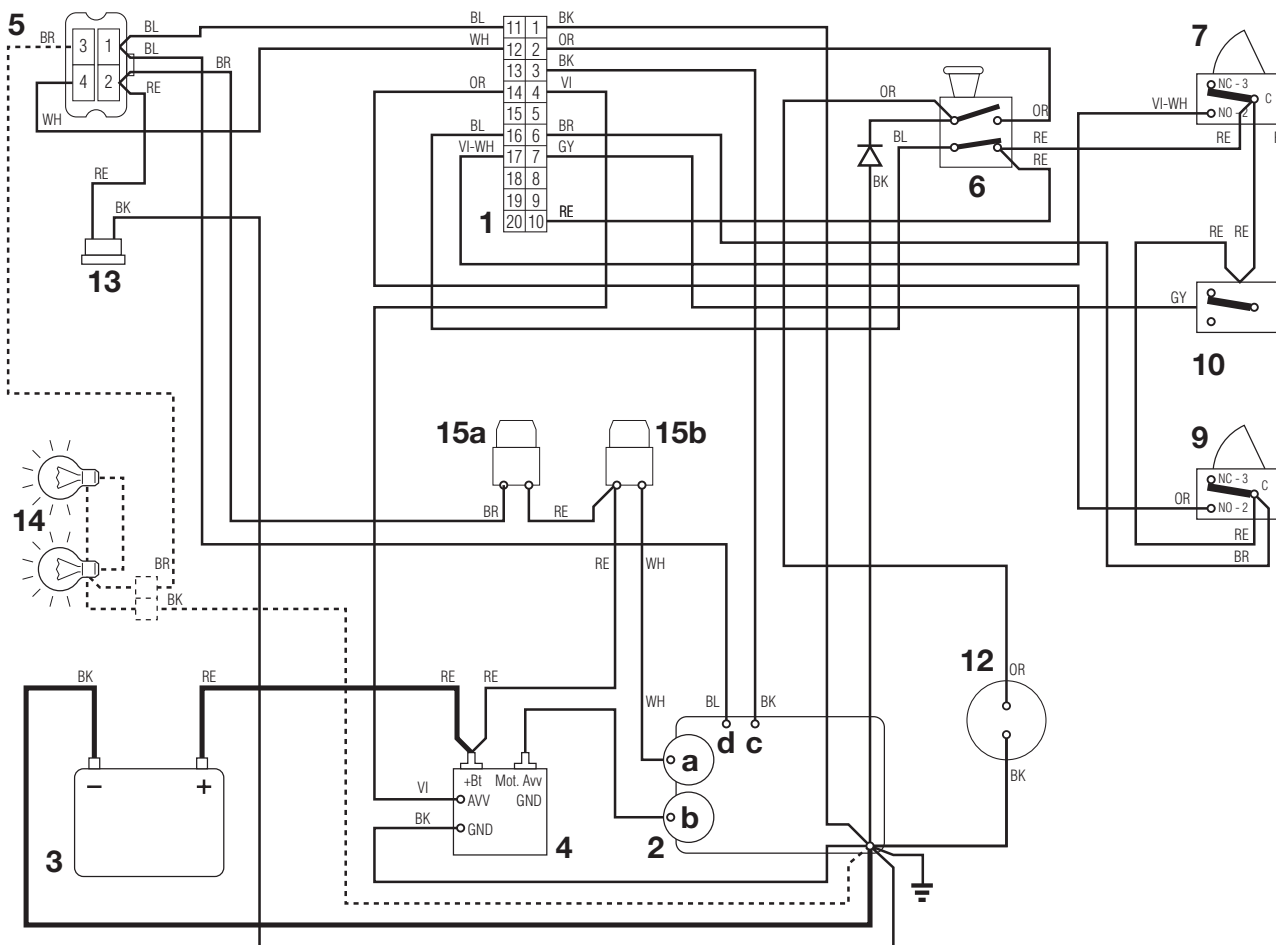 5
BR
3
1
4
2
BL
BL
BR
RE
WH
RE
BK
13
BL
WH
OR
BL
VI-WH
11 1
12 2
13 3
14 4
15 5
16 6
17 7
18 8
19 9
20 10
1
BK
OR
BK
VI
BR
GY
RE
OR
BL
BK
OR
RE
RE
6
7
NC - 3
C
NO - 2
VI-WH
RE
RE RE
GY
10
9
NC - 3
C
NO - 2
OR
RE
BR
15a
15b
BR
RE
RE
WH
14
BR
BK
BK
RE
RE
RE
WH
BL
BK
d c
a
b
2
12
OR
BK
– +
3
+Bt Mot. Avv
AVV GND
GND
VI
BK
4